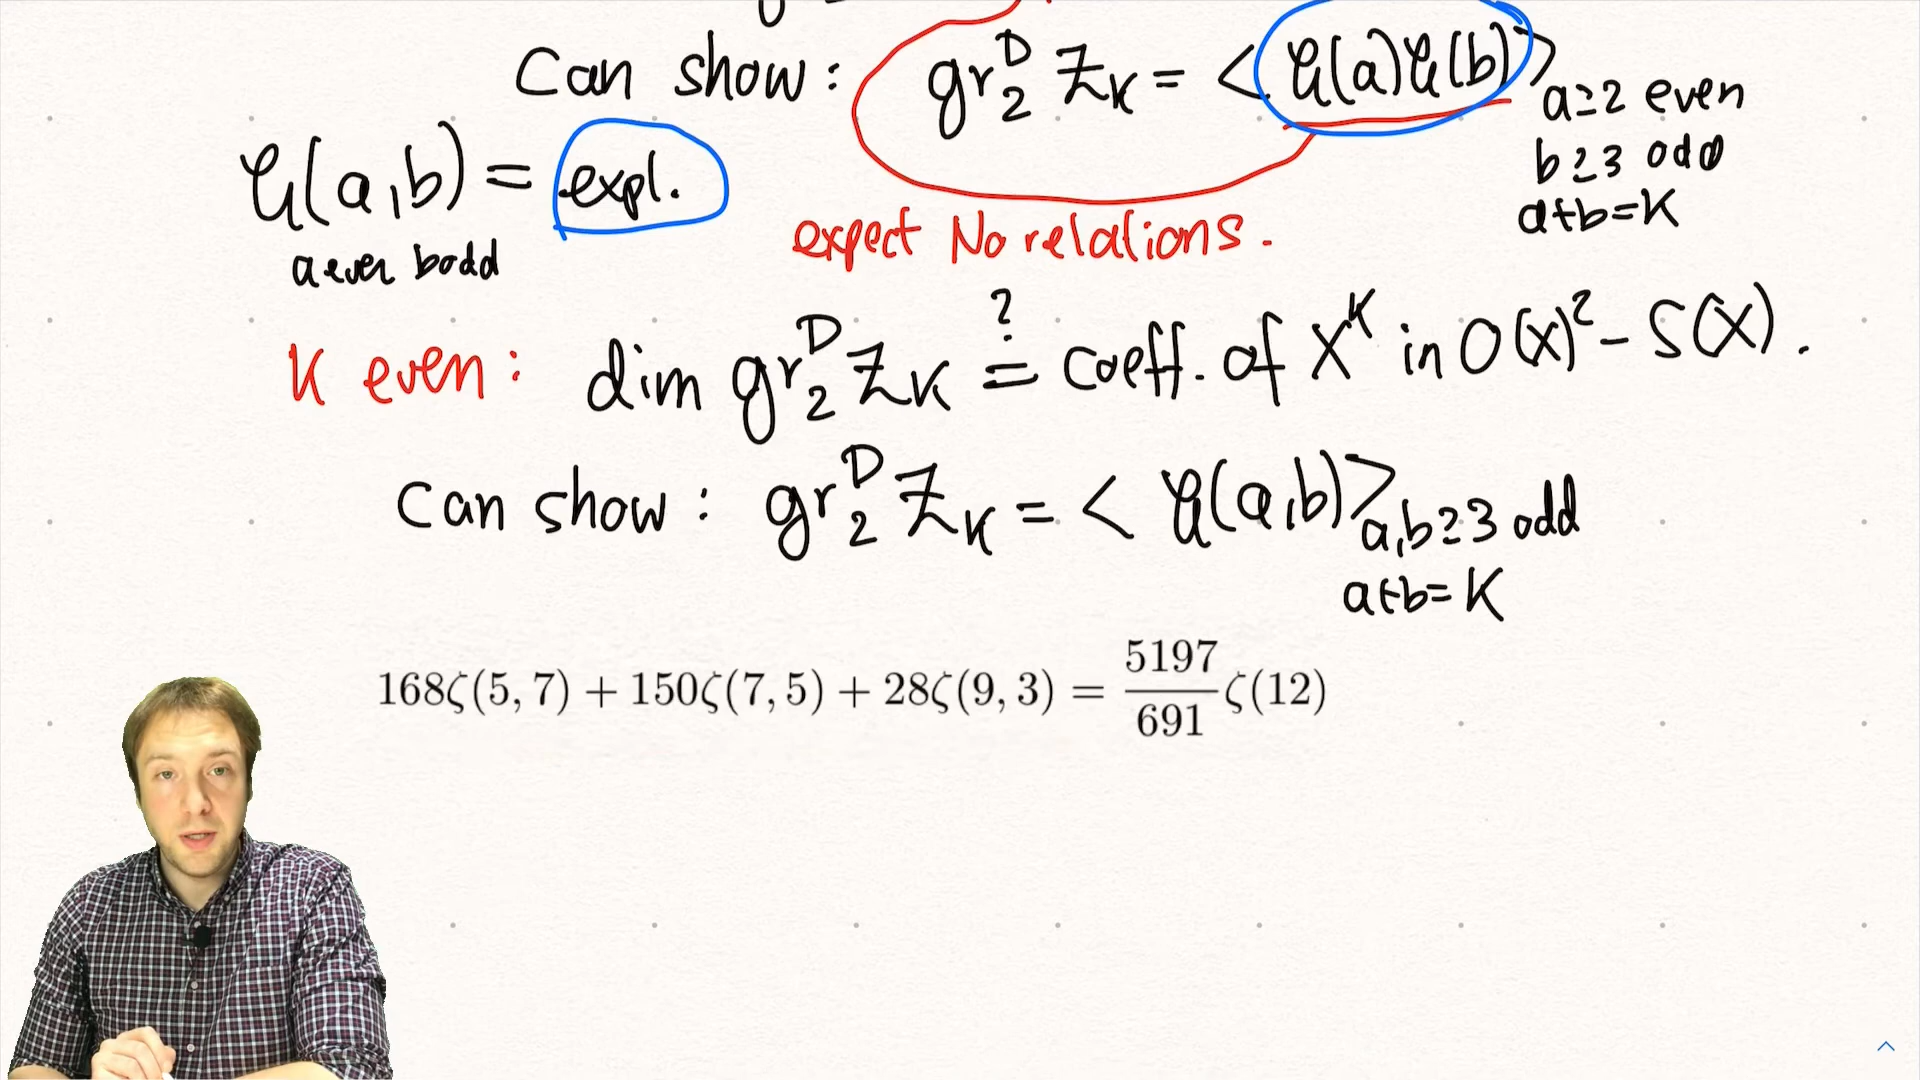 Can show: gr₂ᴰ Z_K = < ζ(a)ζ(b) > a≥2 even
b≥3 odd
a+b=K
ζ(a,b) = expl.
a even b odd
expect No relations.
K even: dim gr₂ᴰ Z_K ?= coeff. of X^K in O(X)² - S(X).
Can show: gr₂ᴰ Z_K = < ζ(a,b) > a,b≥3 odd
a+b=K
168ζ(5, 7) + 150ζ(7, 5) + 28ζ(9, 3) = 5197/691 ζ(12)